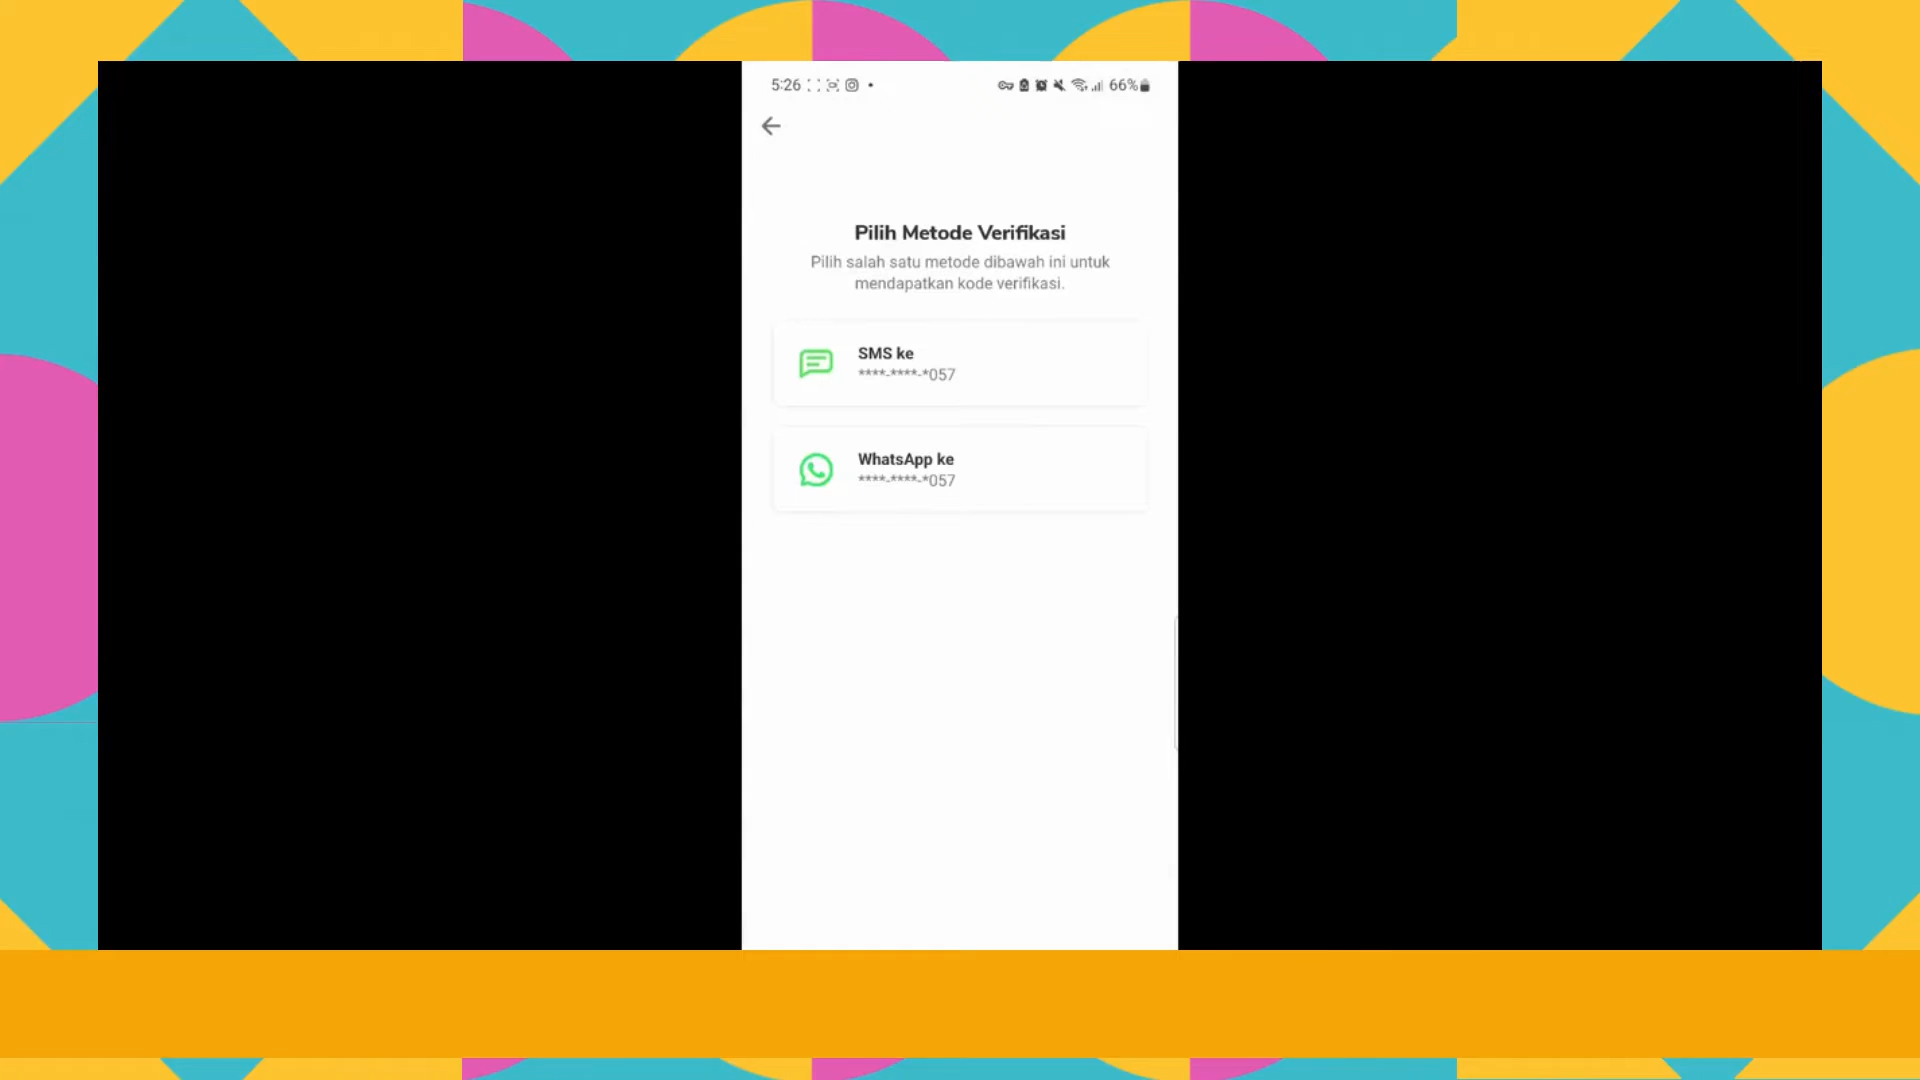 5:26 66%
Pilih Metode Verifikasi
Pilih salah satu metode dibawah ini untuk
mendapatkan kode verifikasi.
SMS ke
****-****-*057
WhatsApp ke
****-****-*057